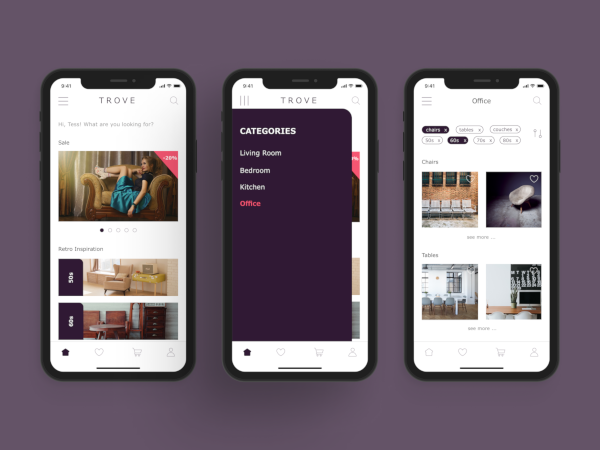 9:41
TROVE
Hi, Tess! What are you looking for?
Sale
-20%
Retro Inspiration
50s
60s
9:41
TROVE
CATEGORIES
Living Room
Bedroom
Kitchen
Office
9:41
Office
chairs x tables x couches x
50s x 60s x 70s x 80s x
Chairs
see more ...
Tables
see more ...